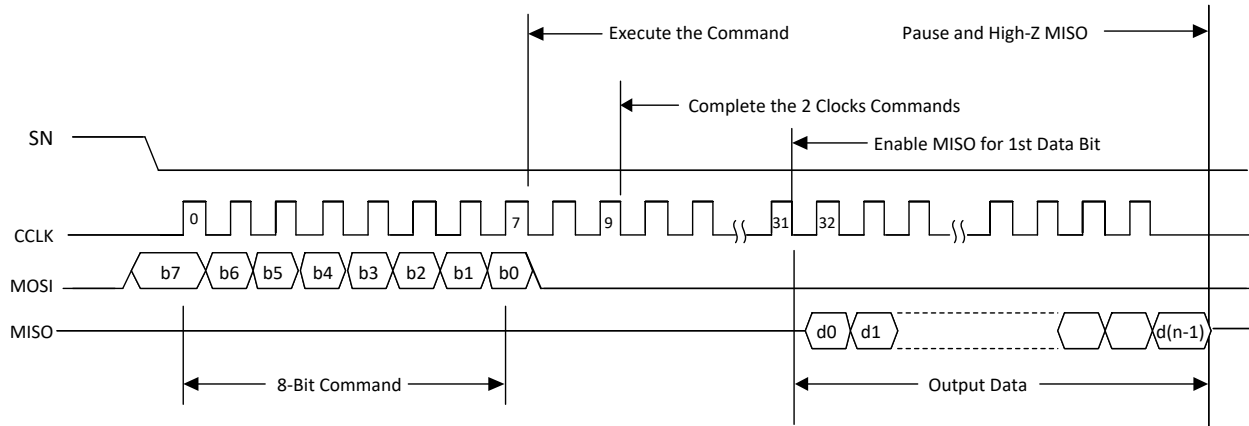 Execute the Command
Pause and High-Z MISO
Complete the 2 Clocks Commands
Enable MISO for 1st Data Bit
SN
CCLK
0
7
9
31
32
MOSI
b7
b6
b5
b4
b3
b2
b1
b0
MISO
d0
d1
d(n-1)
8-Bit Command
Output Data